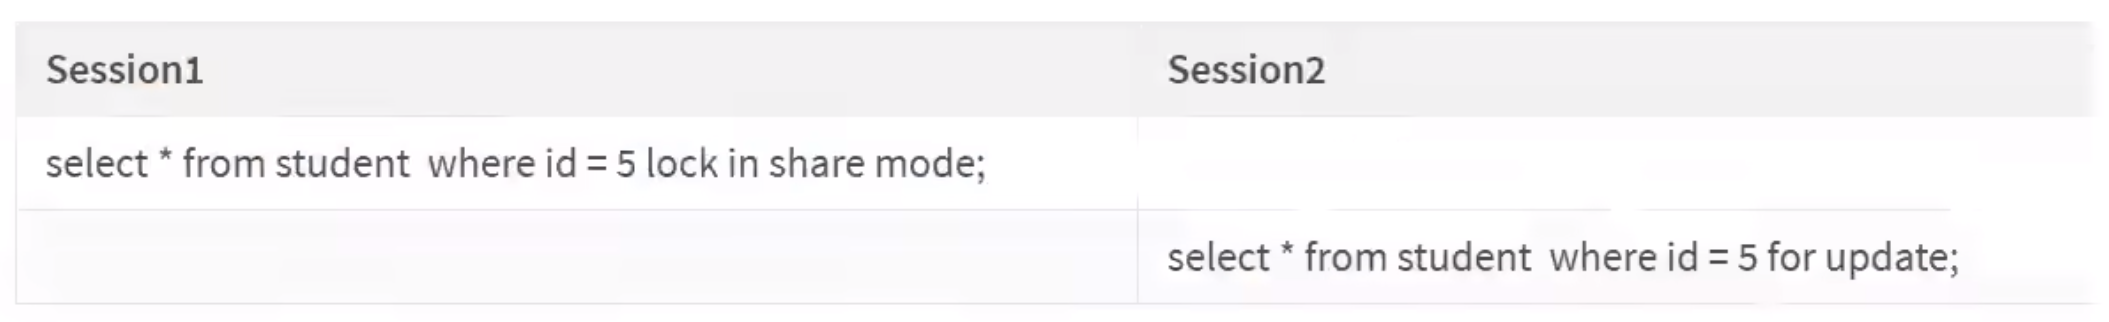 Session1
Session2
select * from student  where id = 5 lock in share mode;
select * from student  where id = 5 for update;